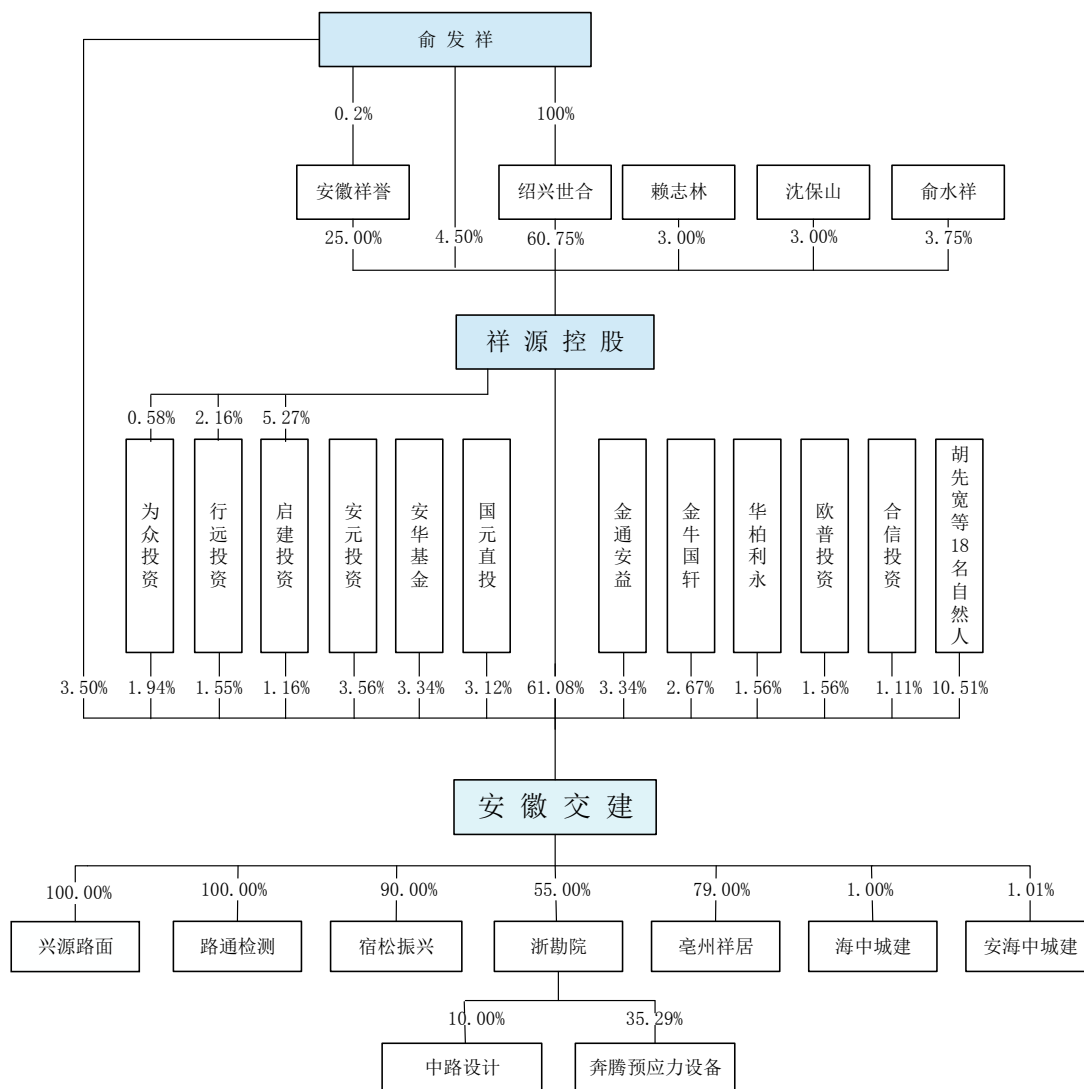 俞发祥
0.2%
100%
安徽祥誉
绍兴世合
赖志林
沈保山
俞水祥
25.00%
4.50%
60.75%
3.00%
3.00%
3.75%
祥源控股
0.58%
2.16%
5.27%
为众投资
行远投资
启建投资
安元投资
安华基金
国元直投
金通安益
金牛国轩
华柏利永
欧普投资
合信投资
胡先宽等18名自然人
3.50%
1.94%
1.55%
1.16%
3.56%
3.34%
3.12%
61.08%
3.34%
2.67%
1.56%
1.56%
1.11%
10.51%
安徽交建
100.00%
100.00%
90.00%
55.00%
79.00%
1.00%
1.01%
兴源路面
路通检测
宿松振兴
浙勘院
亳州祥居
海中城建
安海中城建
10.00%
35.29%
中路设计
奔腾预应力设备